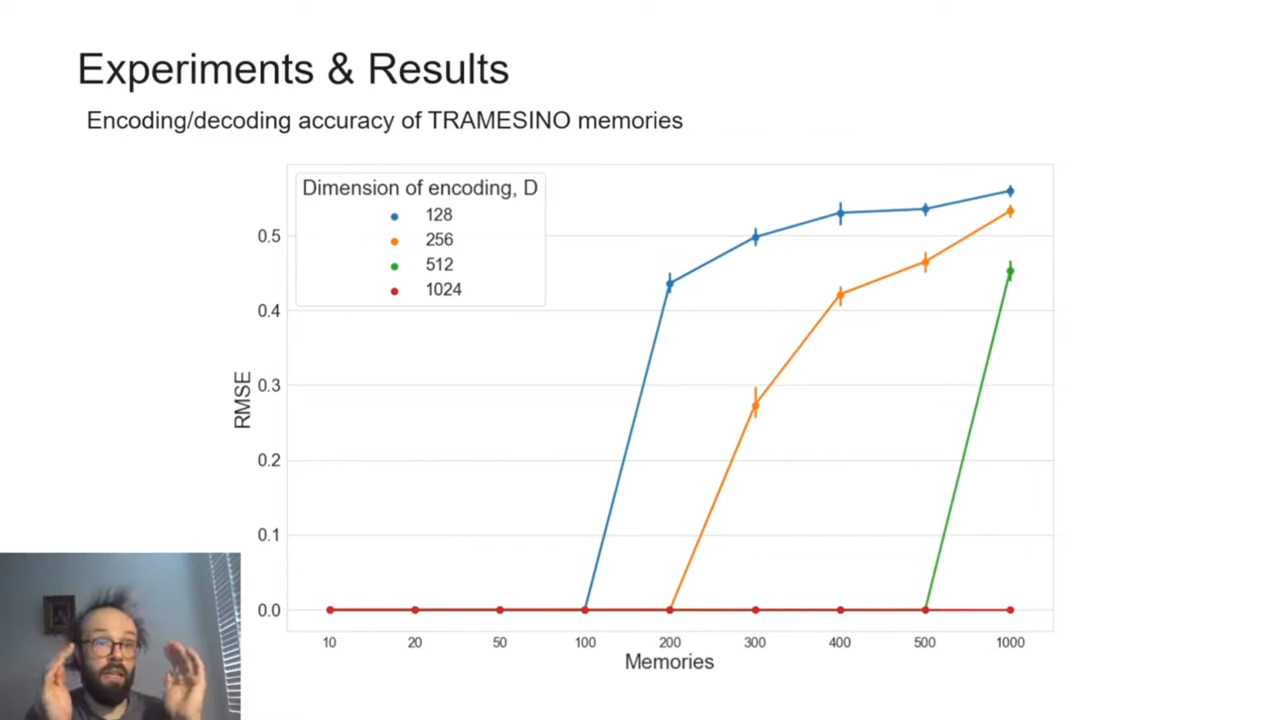 Experiments & Results
Encoding/decoding accuracy of TRAMESINO memories
Dimension of encoding, D
128
256
512
1024
RMSE
0.5
0.4
0.3
0.2
0.1
0.0
10 20 50 100 200 300 400 500 1000
Memories